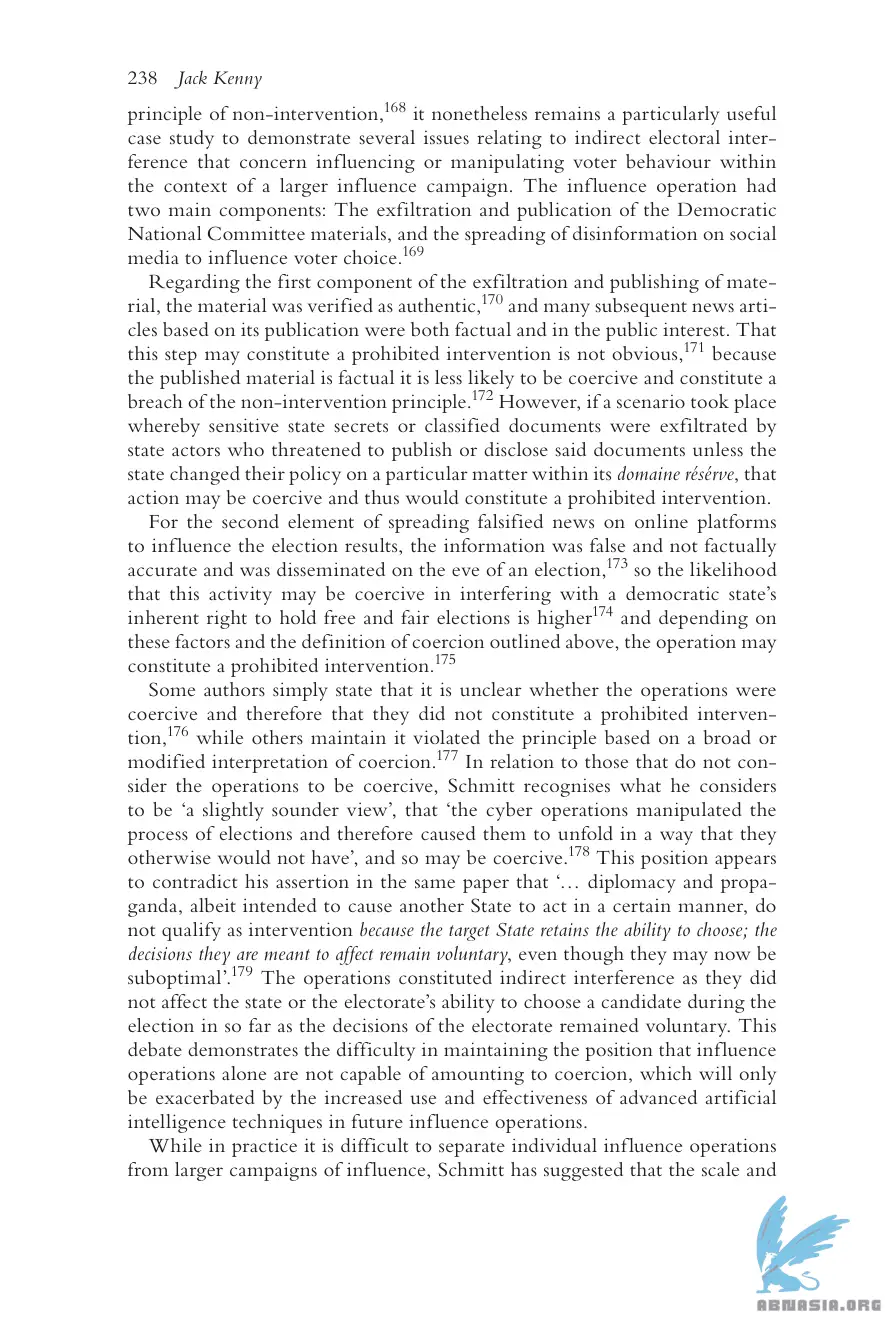 238 Jack Kenny
principle of non-intervention,168 it nonetheless remains a particularly useful
case study to demonstrate several issues relating to indirect electoral inter-
ference that concern influencing or manipulating voter behaviour within
the context of a larger influence campaign. The influence operation had
two main components: The exfiltration and publication of the Democratic
National Committee materials, and the spreading of disinformation on social
media to influence voter choice.169
Regarding the first component of the exfiltration and publishing of mate-
rial, the material was verified as authentic,170 and many subsequent news arti-
cles based on its publication were both factual and in the public interest. That
this step may constitute a prohibited intervention is not obvious,171 because
the published material is factual it is less likely to be coercive and constitute a
breach of the non-intervention principle.172 However, if a scenario took place
whereby sensitive state secrets or classified documents were exfiltrated by
state actors who threatened to publish or disclose said documents unless the
state changed their policy on a particular matter within its domaine résérve, that
action may be coercive and thus would constitute a prohibited intervention.
For the second element of spreading falsified news on online platforms
to influence the election results, the information was false and not factually
accurate and was disseminated on the eve of an election,173 so the likelihood
that this activity may be coercive in interfering with a democratic state's
inherent right to hold free and fair elections is higher174 and depending on
these factors and the definition of coercion outlined above, the operation may
constitute a prohibited intervention.175
Some authors simply state that it is unclear whether the operations were
coercive and therefore that they did not constitute a prohibited interven-
tion,176 while others maintain it violated the principle based on a broad or
modified interpretation of coercion.177 In relation to those that do not con-
sider the operations to be coercive, Schmitt recognises what he considers
to be ‘a slightly sounder view’, that ‘the cyber operations manipulated the
process of elections and therefore caused them to unfold in a way that they
otherwise would not have’, and so may be coercive.178 This position appears
to contradict his assertion in the same paper that ‘… diplomacy and propa-
ganda, albeit intended to cause another State to act in a certain manner, do
not qualify as intervention because the target State retains the ability to choose; the
decisions they are meant to affect remain voluntary, even though they may now be
suboptimal’.179 The operations constituted indirect interference as they did
not affect the state or the electorate's ability to choose a candidate during the
election in so far as the decisions of the electorate remained voluntary. This
debate demonstrates the difficulty in maintaining the position that influence
operations alone are not capable of amounting to coercion, which will only
be exacerbated by the increased use and effectiveness of advanced artificial
intelligence techniques in future influence operations.
While in practice it is difficult to separate individual influence operations
from larger campaigns of influence, Schmitt has suggested that the scale and
ABNASIA.ORG